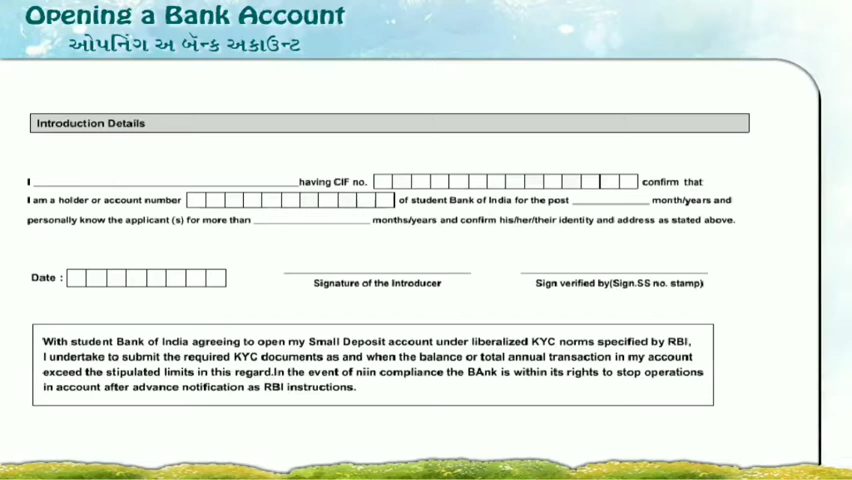 Opening a Bank Account
ઓપનિંગ અ બૅન્ક અકાઉન્ટ
Introduction Details
I ______________________ having CIF no. confirm that
I am a holder or account number of student Bank of India for the post ____________ month/years and
personally know the applicant (s) for more than ____________ months/years and confirm his/her/their identity and address as stated above.
Date :
Signature of the Introducer
Sign verified by(Sign.SS no. stamp)
With student Bank of India agreeing to open my Small Deposit account under liberalized KYC norms specified by RBI,
I undertake to submit the required KYC documents as and when the balance or total annual transaction in my account
exceed the stipulated limits in this regard.In the event of niin compliance the BAnk is within its rights to stop operations
in account after advance notification as RBI instructions.